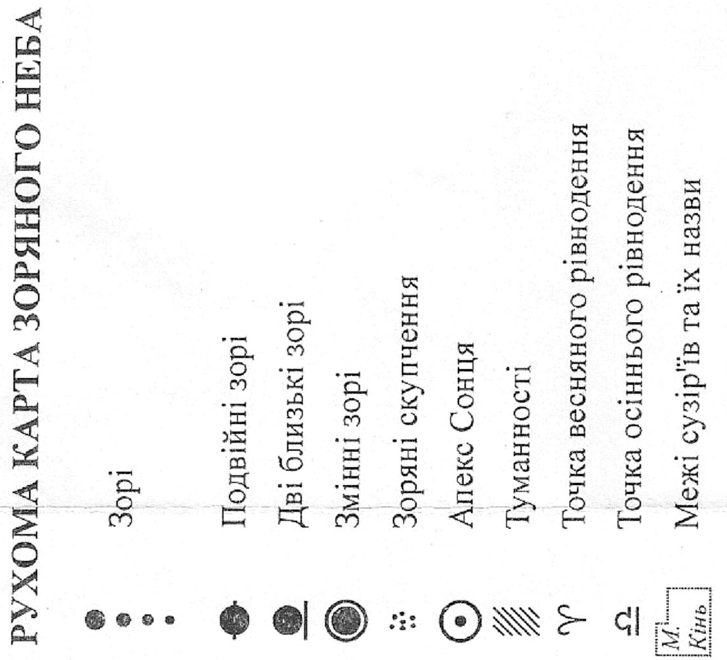 РУХОМА КАРТА ЗОРЯНОГО НЕБА
Зорі
Подвійні зорі
Дві близькі зорі
Змінні зорі
Зоряні скупчення
Апекс Сонця
Туманності
Точка весняного рівнодення
Точка осіннього рівнодення
М.
Кінь
Межі сузір'їв та їх назви